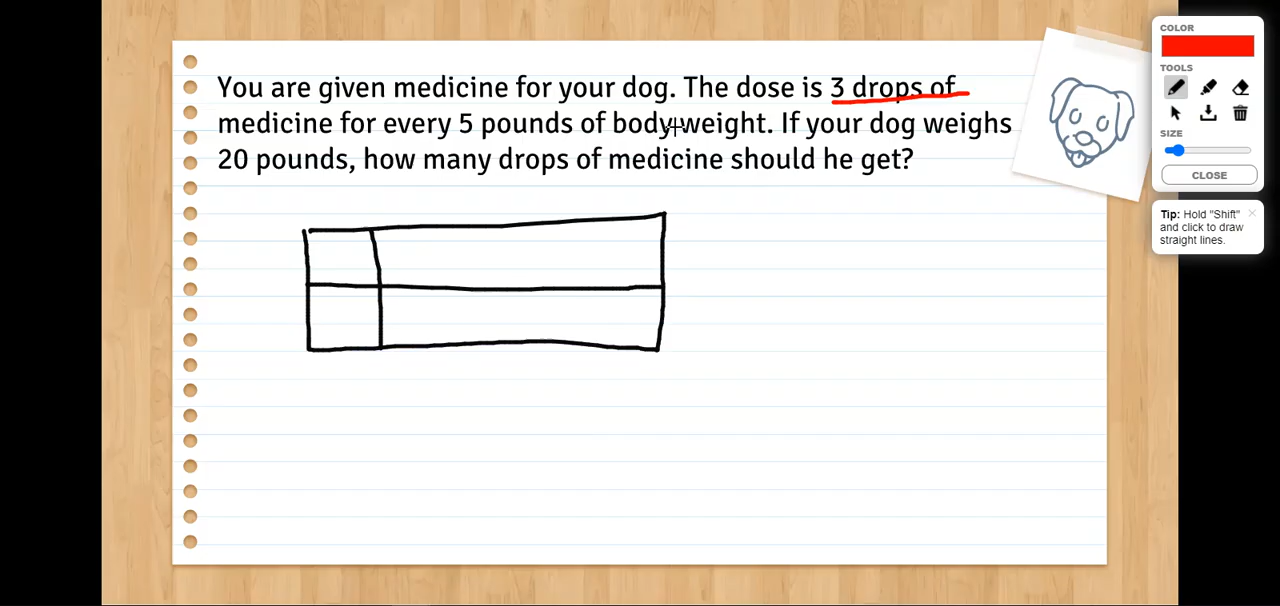 You are given medicine for your dog. The dose is 3 drops of
medicine for every 5 pounds of body weight. If your dog weighs
20 pounds, how many drops of medicine should he get?
COLOR
TOOLS
SIZE
CLOSE
Tip: Hold "Shift"
and click to draw
straight lines.